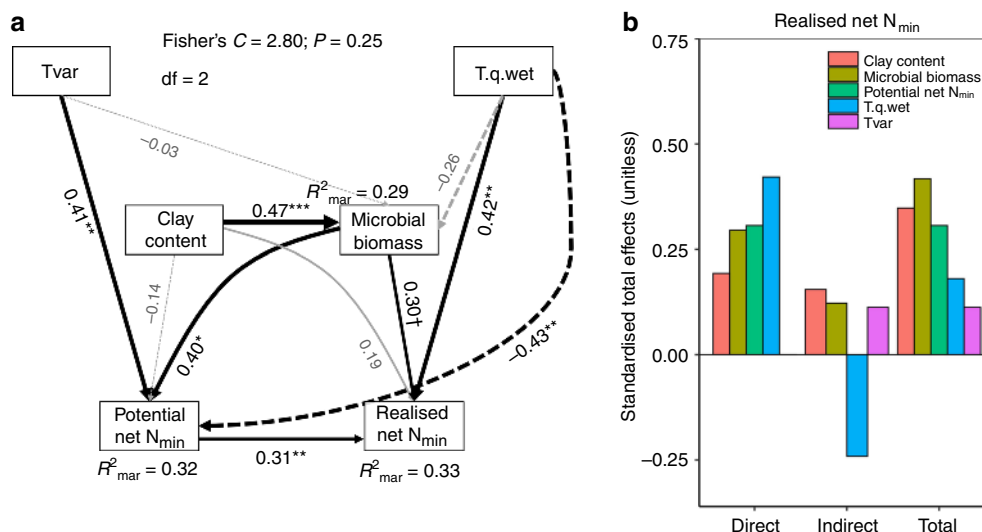 a
Fisher's C = 2.80; P = 0.25
df = 2
Tvar
T.q.wet
−0.03
−0.26
0.41**
0.42**
R²mar = 0.29
0.47***
Clay
content
Microbial
biomass
−0.14
0.40*
0.30†
0.19
−0.43**
Potential
net Nmin
Realised
net Nmin
0.31**
R²mar = 0.32
R²mar = 0.33
b
Realised net Nmin
Standardised total effects (unitless)
0.75
0.50
0.25
0.00
−0.25
Clay content
Microbial biomass
Potential net Nmin
T.q.wet
Tvar
Direct
Indirect
Total